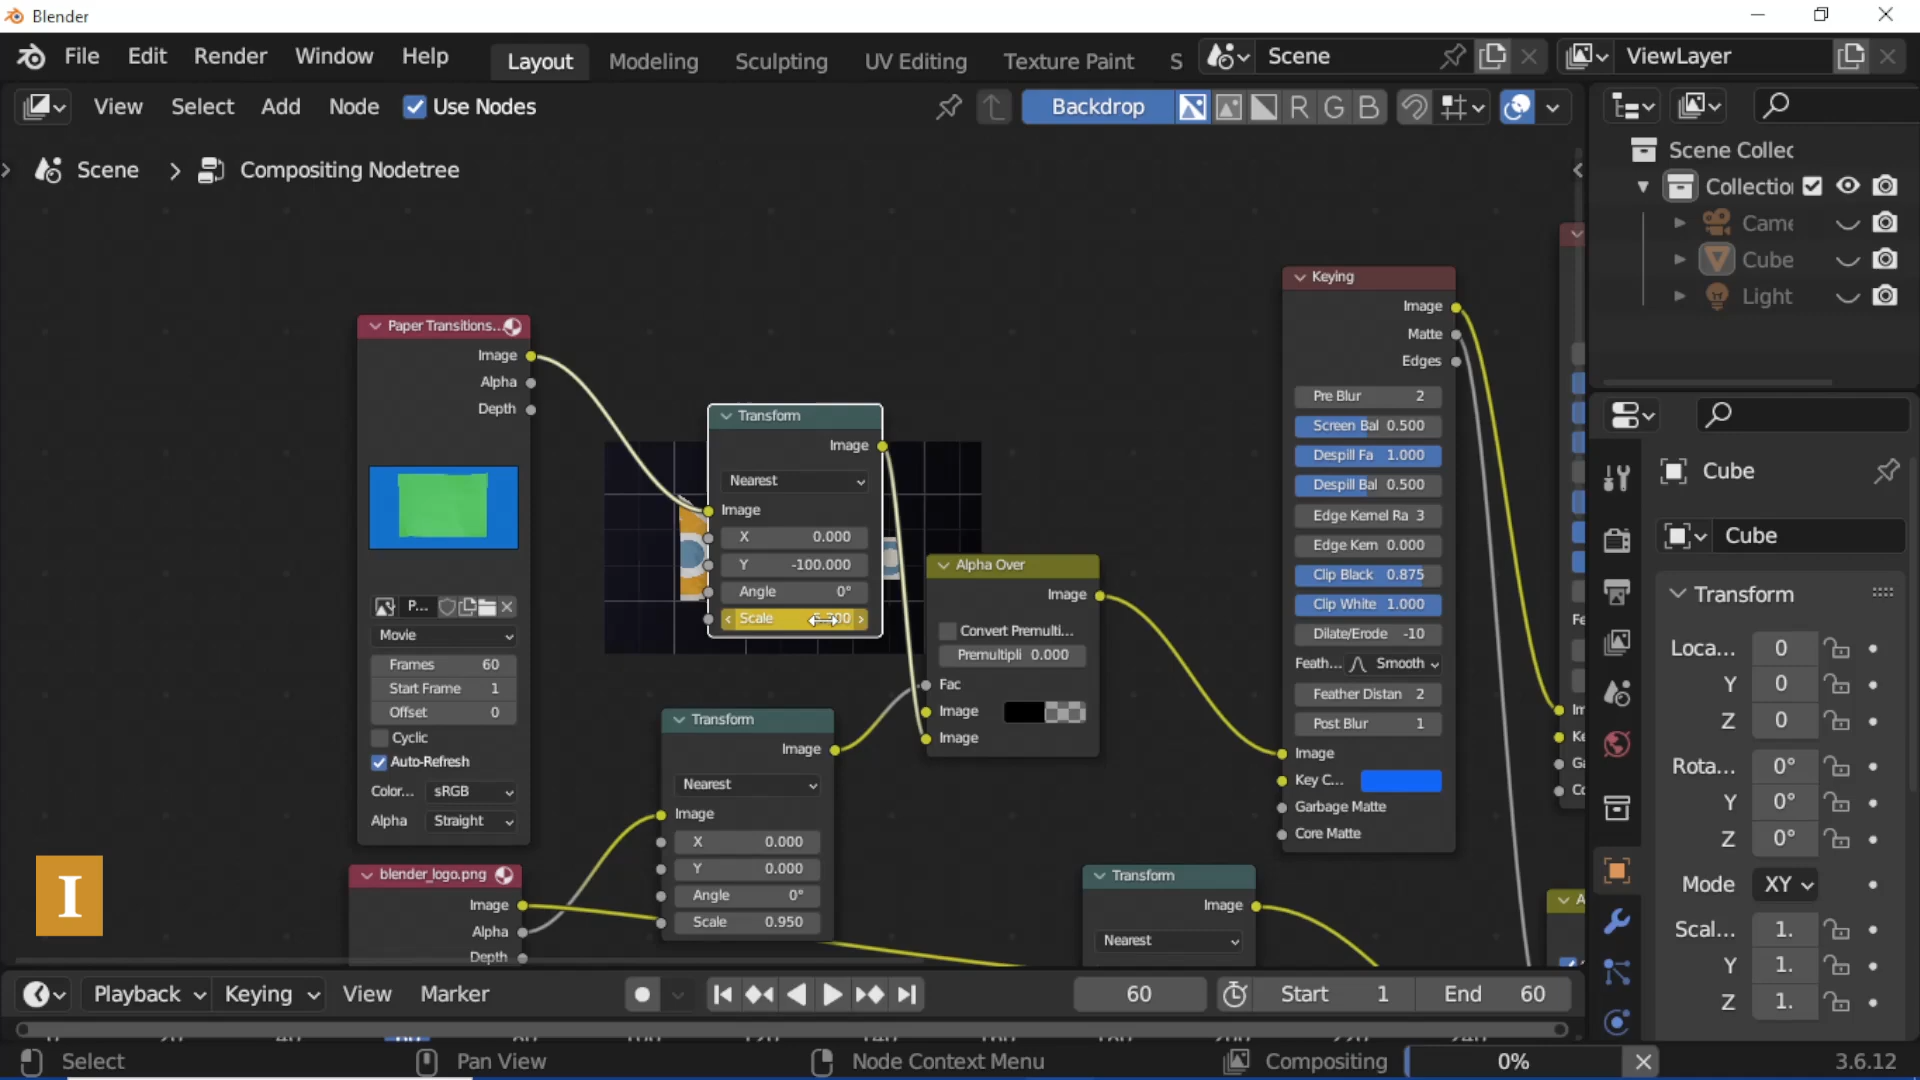 Blender
File Edit Render Window Help Layout Modeling Sculpting UV Editing Texture Paint S Scene ViewLayer
View Select Add Node Use Nodes Backdrop R G B
Scene > Compositing Nodetree
Scene Collec
Collectio
Came
Cube
Light
Paper Transitions...
Image
Alpha
Depth
P...
Movie
Frames 60
Start Frame 1
Offset 0
Cyclic
Auto-Refresh
Color... sRGB
Alpha Straight
Transform
Image
Nearest
Image
X 0.000
Y -100.000
Angle 0°
Scale
Alpha Over
Image
Convert Premulti...
Premultipli 0.000
Fac
Image
Image
Transform
Image
Nearest
Image
X 0.000
Y 0.000
Angle 0°
Scale 0.950
blender_logo.png
Image
Alpha
Depth
Keying
Image
Matte
Edges
Pre Blur 2
Screen Bal 0.500
Despill Fa 1.000
Despill Bal 0.500
Edge Kernel Ra 3
Edge Kern 0.000
Clip Black 0.875
Clip White 1.000
Dilate/Erode -10
Feath... Smooth
Feather Distan 2
Post Blur 1
Image
Key C...
Garbage Matte
Core Matte
Transform
Image
Nearest
Fe
Im
Ke
Ga
Co
A
Cube
Cube
Transform
Loca... 0
Y 0
Z 0
Rota... 0°
Y 0°
Z 0°
Mode XY
Scal... 1.
Y 1.
Z 1.
I
Playback Keying View Marker 60 Start 1 End 60
Select Pan View Node Context Menu Compositing 0% 3.6.12